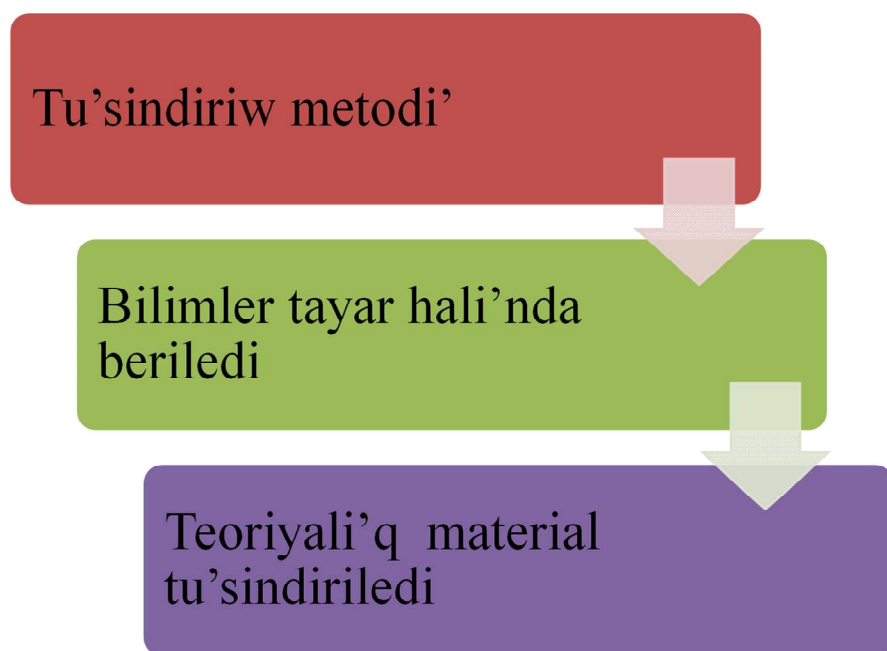 Tu’sindiriw metodi’
Bilimler tayar hali’nda
beriledi
Teoriyali’q material
tu’sindiriledi